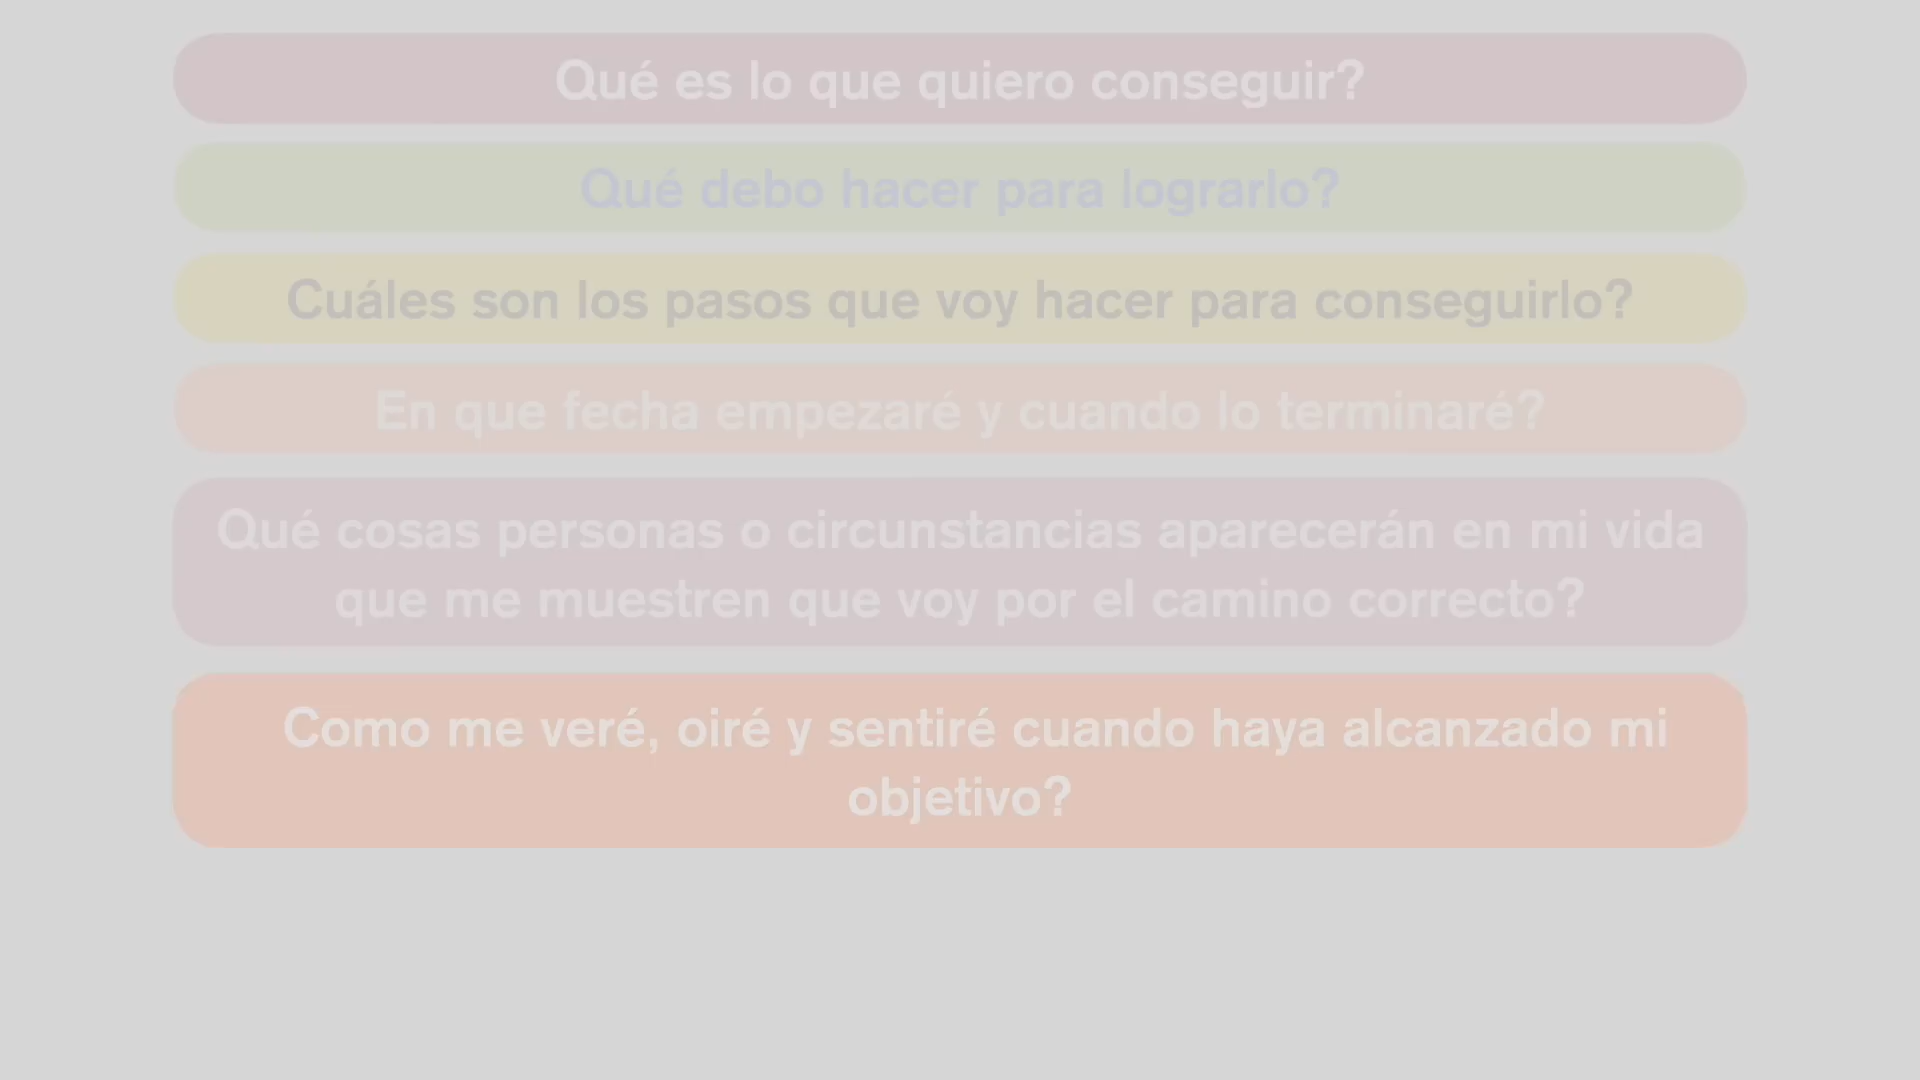 Qué es lo que quiero conseguir?
Qué debo hacer para lograrlo?
Cuáles son los pasos que voy hacer para conseguirlo?
En que fecha empezaré y cuando lo terminaré?
Qué cosas personas o circunstancias aparecerán en mi vida
que me muestren que voy por el camino correcto?
Como me veré, oiré y sentiré cuando haya alcanzado mi
objetivo?